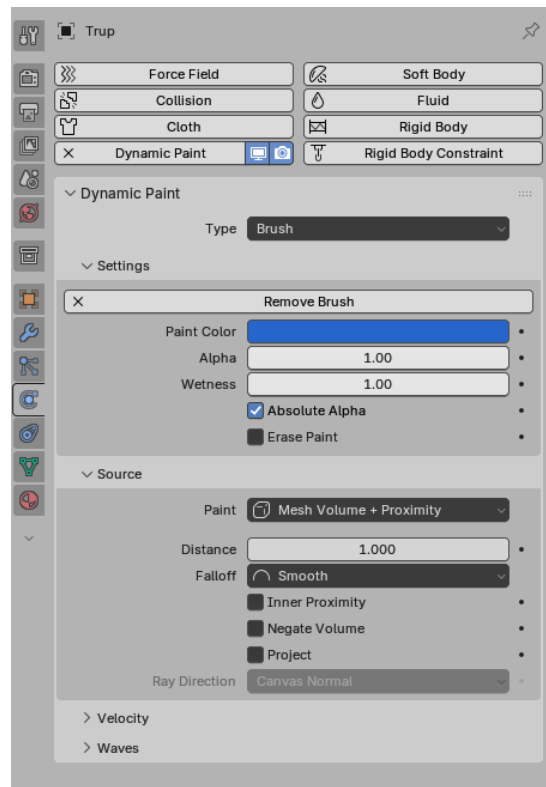 Trup
Force Field
Soft Body
Collision
Fluid
Cloth
Rigid Body
Dynamic Paint
Rigid Body Constraint
Dynamic Paint
Type Brush
Settings
Remove Brush
Paint Color
Alpha 1.00
Wetness 1.00
Absolute Alpha
Erase Paint
Source
Paint Mesh Volume + Proximity
Distance 1.000
Falloff Smooth
Inner Proximity
Negate Volume
Project
Ray Direction Canvas Normal
Velocity
Waves